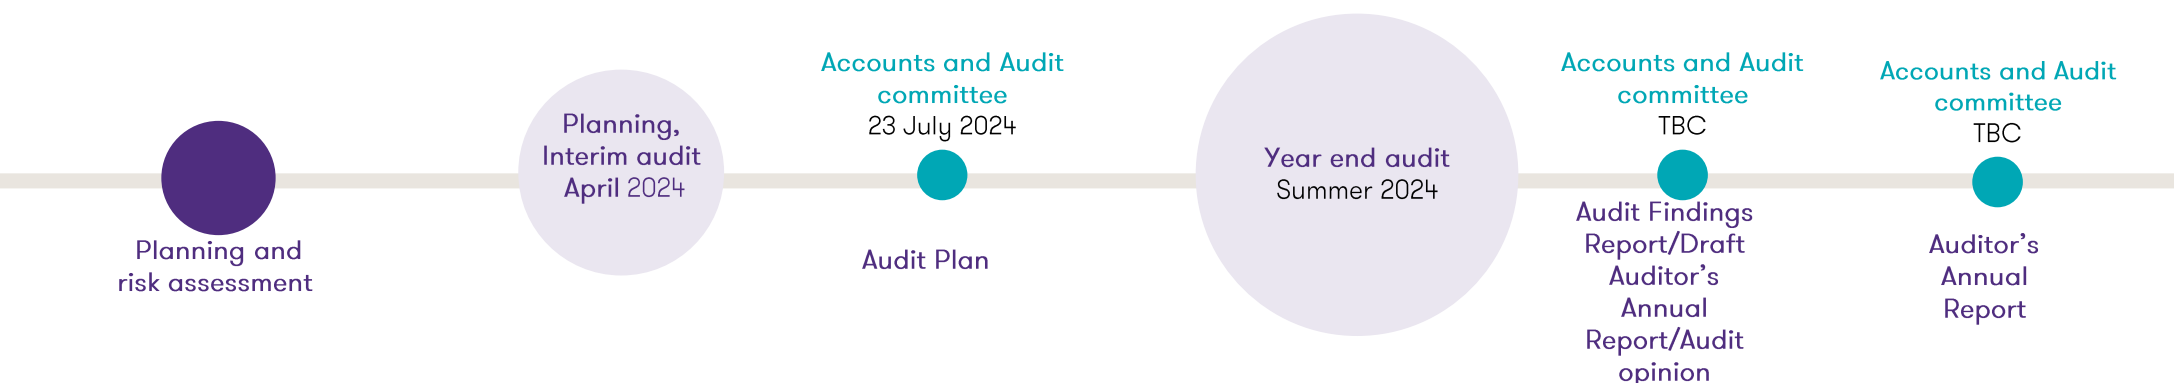 Planning and
risk assessment
Planning,
Interim audit
April 2024
Accounts and Audit
committee
23 July 2024
Audit Plan
Year end audit
Summer 2024
Accounts and Audit
committee
TBC
Audit Findings
Report/Draft
Auditor’s
Annual
Report/Audit
opinion
Accounts and Audit
committee
TBC
Auditor’s
Annual
Report